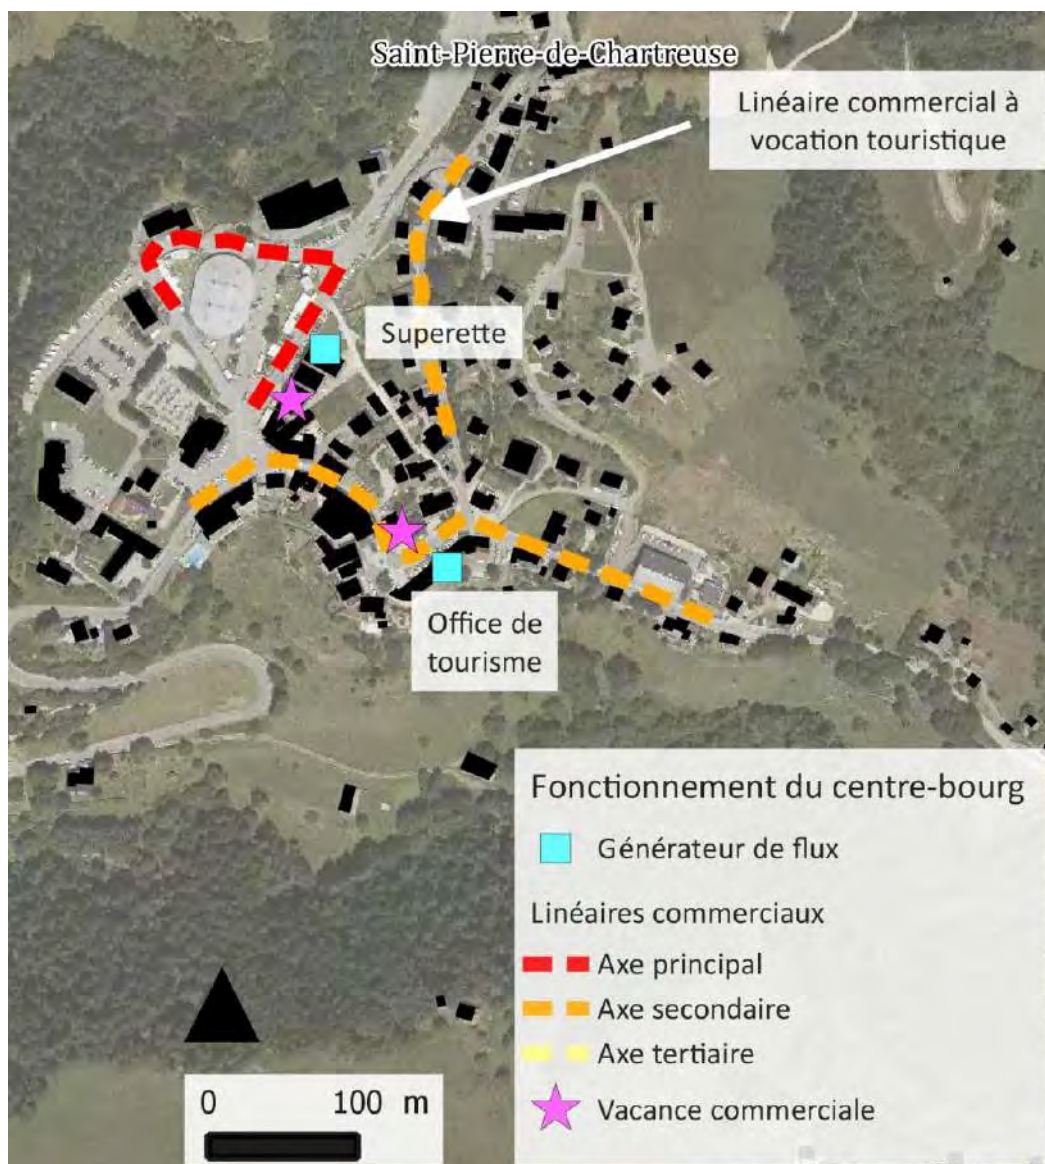 Saint-Pierre-de-Chartreuse
Linéaire commercial à
vocation touristique
Superette
Office de
tourisme
Fonctionnement du centre-bourg
Générateur de flux
Linéaires commerciaux
Axe principal
Axe secondaire
Axe tertiaire
Vacance commerciale
0 100 m